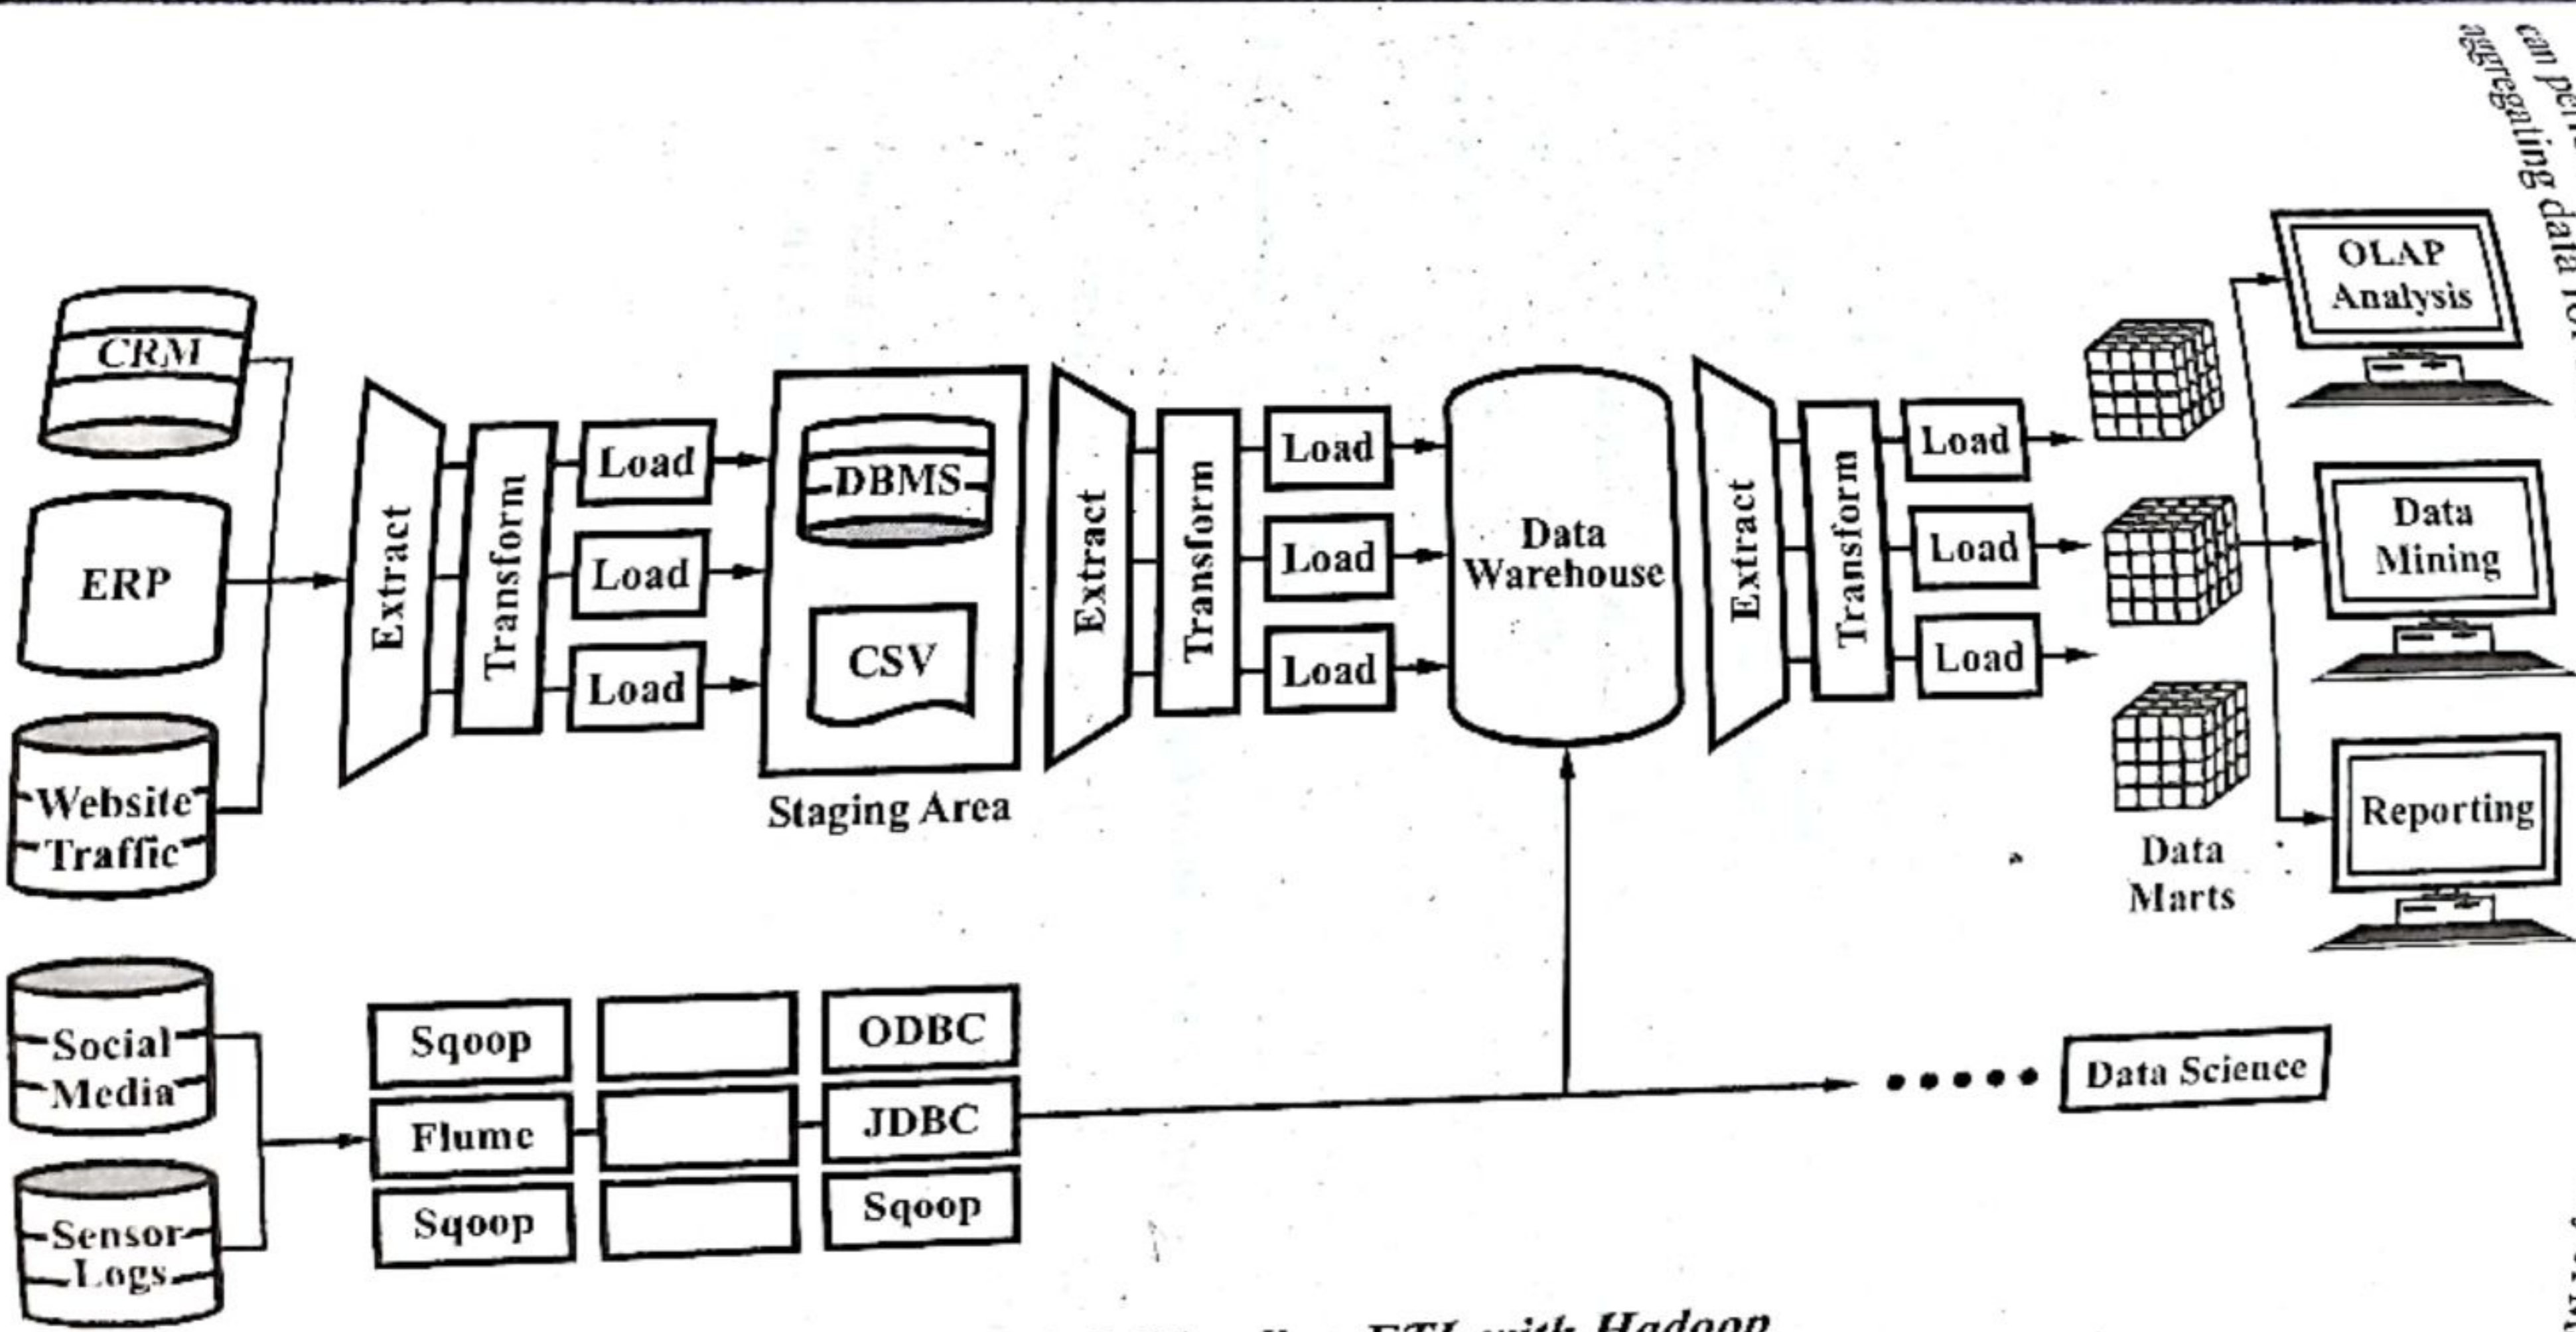 can
aggregating data
CRM
ERP
Website
Traffic
Extract
Transform
Load
Load
Load
DBMS
CSV
Staging Area
Extract
Transform
Load
Load
Load
Data
Warehouse
Extract
Transform
Load
Load
Load
Data
Marts
OLAP
Analysis
Data
Mining
Reporting
Social
Media
Sensor
Logs
Sqoop
Flume
Sqoop
ODBC
JDBC
Sqoop
Data Science
ETL with Hadoop